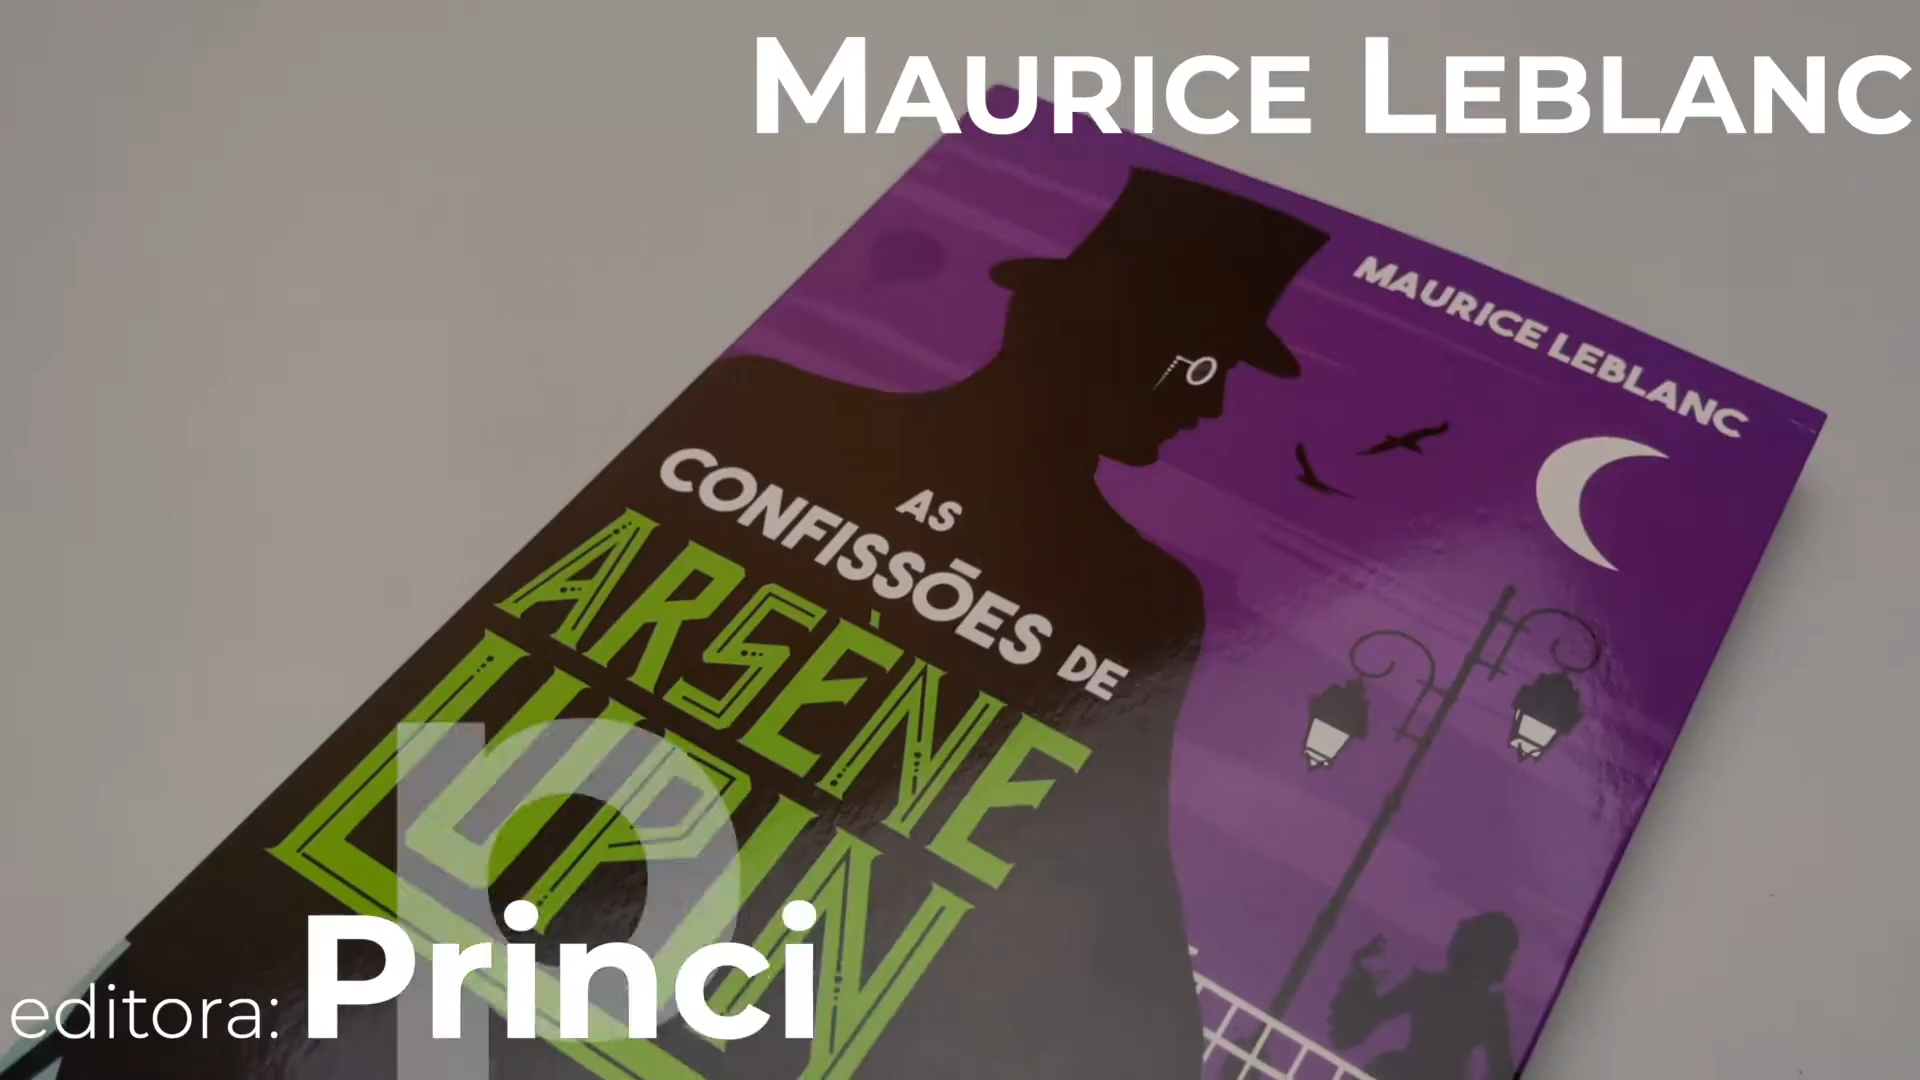 MAURICE LEBLANC
MAURICE LEBLANC
AS
CONFISSÕES DE
ARSÈNE
LUPIN
p
editora: Princi